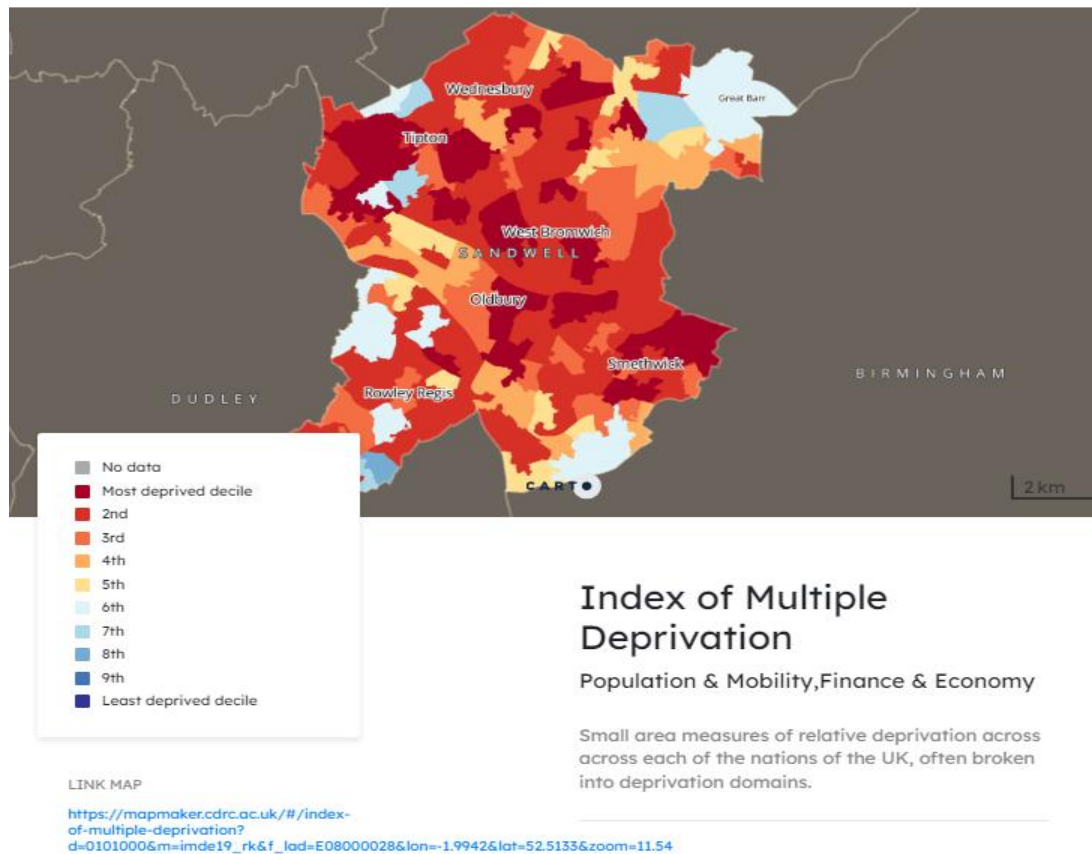 Wednesbury
Great Barr
Tipton
West Bromwich
SANDWELL
Oldbury
Smethwick
BIRMINGHAM
Rowley Regis
DUDLEY
CARTO
2 km
No data
Most deprived decile
2nd
3rd
4th
5th
6th
7th
8th
9th
Least deprived decile
Index of Multiple
Deprivation
Population & Mobility,Finance & Economy
Small area measures of relative deprivation across
across each of the nations of the UK, often broken
into deprivation domains.
LINK MAP
https://mapmaker.cdrc.ac.uk/#/index-
of-multiple-deprivation?
d=0101000&m=imde19_rk&f_lad=E08000028&lon=-1.9942&lat=52.5133&zoom=11.54